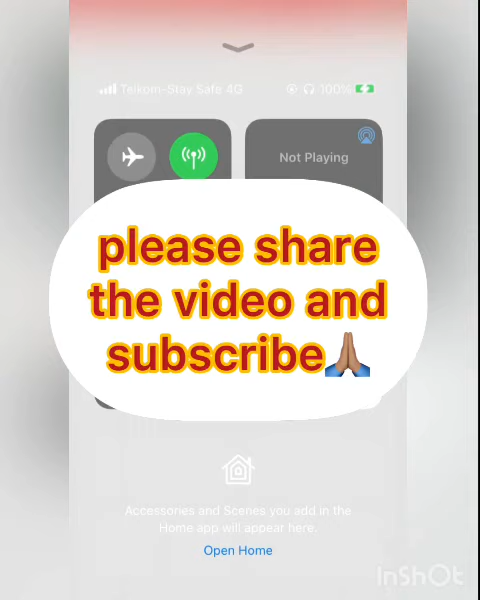 Telkom-Stay Safe 4G 100%
Not Playing
please share
the video and
subscribe🙏🏽
Accessories and Scenes you add in the
Home app will appear here.
Open Home
InShOt